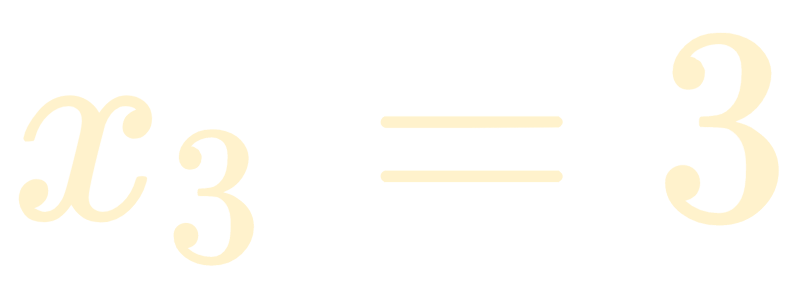 x₃ = 3